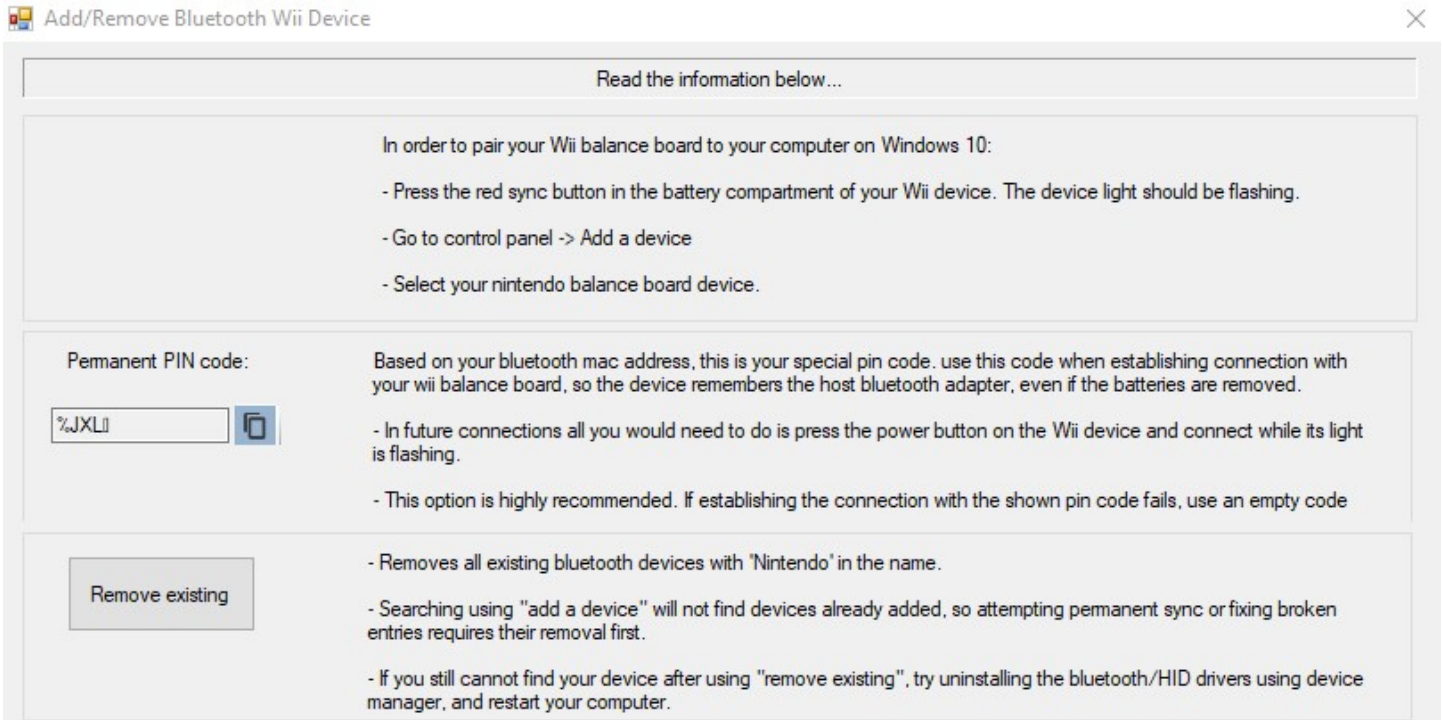 Add/Remove Bluetooth Wii Device
Read the information below...
In order to pair your Wii balance board to your computer on Windows 10:
- Press the red sync button in the battery compartment of your Wii device. The device light should be flashing.
- Go to control panel -> Add a device
- Select your nintendo balance board device.
Permanent PIN code:
%JXL▯
Based on your bluetooth mac address, this is your special pin code. use this code when establishing connection with
your wii balance board, so the device remembers the host bluetooth adapter, even if the batteries are removed.
- In future connections all you would need to do is press the power button on the Wii device and connect while its light
is flashing.
- This option is highly recommended. If establishing the connection with the shown pin code fails, use an empty code
Remove existing
- Removes all existing bluetooth devices with 'Nintendo' in the name.
- Searching using "add a device" will not find devices already added, so attempting permanent sync or fixing broken
entries requires their removal first.
- If you still cannot find your device after using "remove existing", try uninstalling the bluetooth/HID drivers using device
manager, and restart your computer.